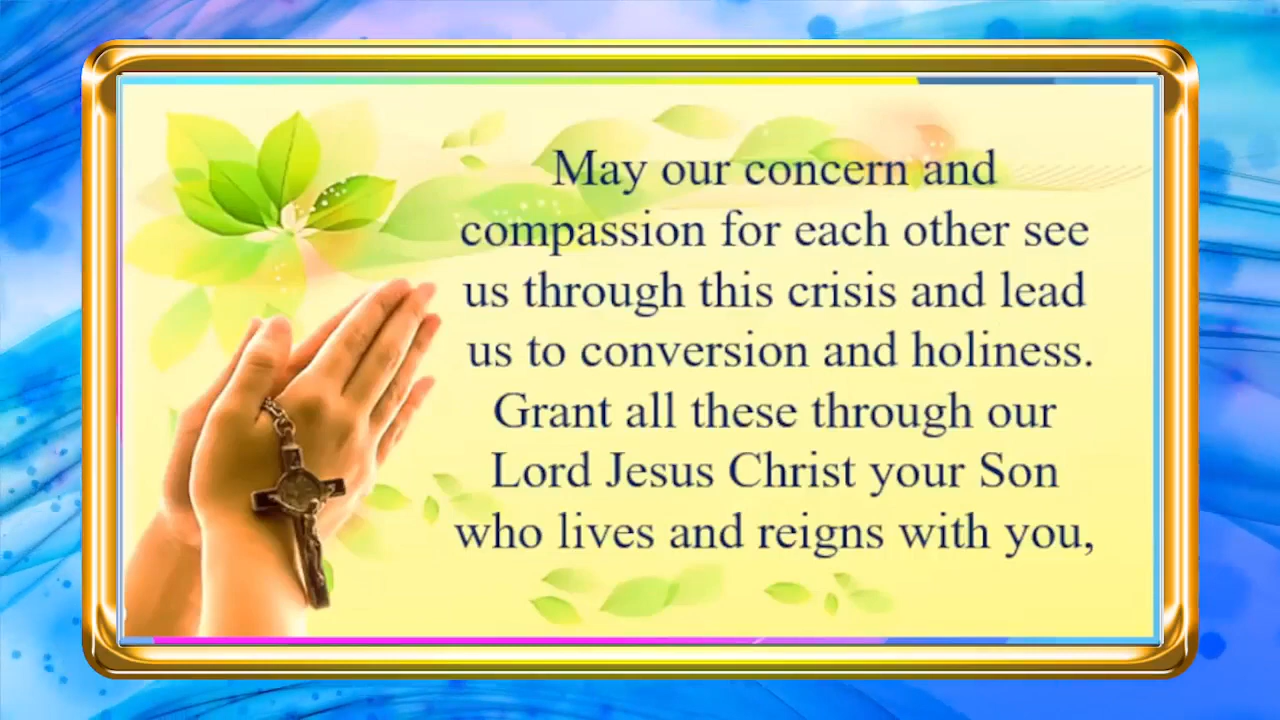 May our concern and
compassion for each other see
us through this crisis and lead
us to conversion and holiness.
Grant all these through our
Lord Jesus Christ your Son
who lives and reigns with you,